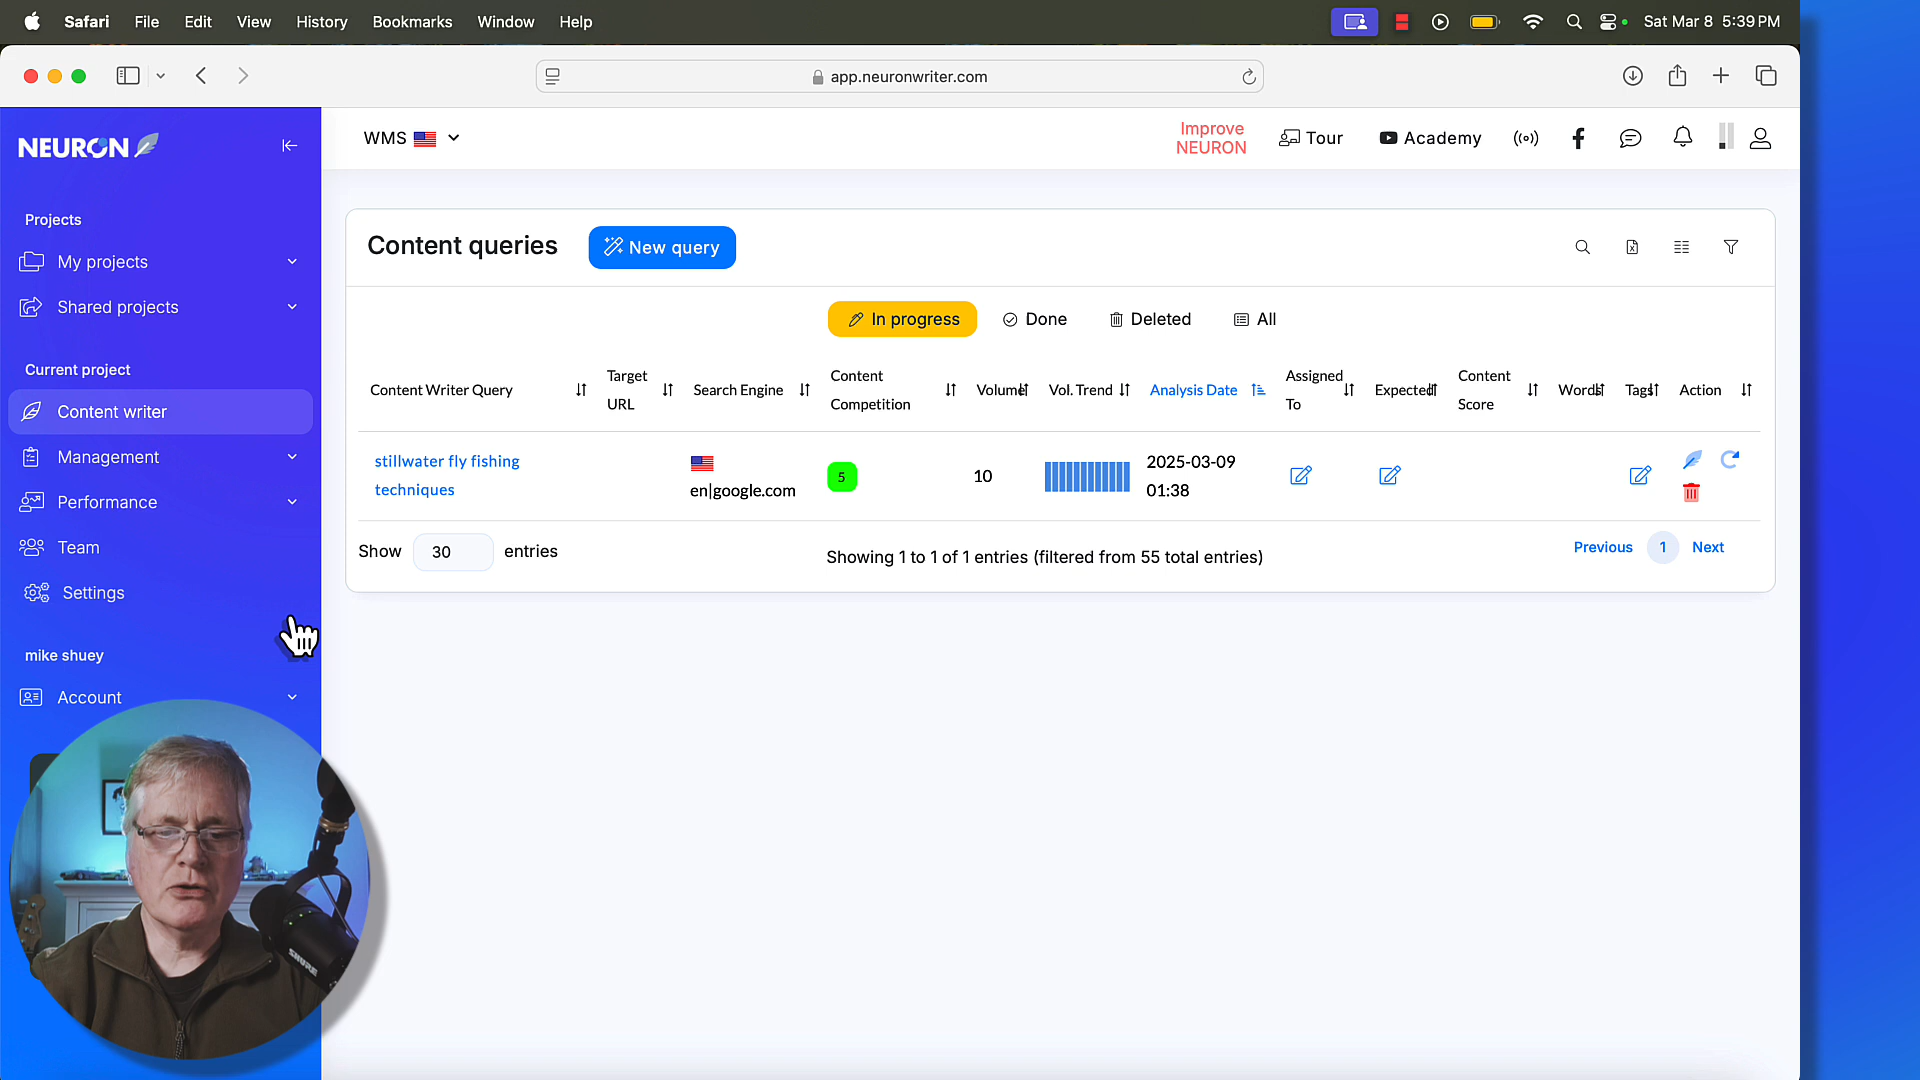 Safari File Edit View History Bookmarks Window Help Sat Mar 8 5:39 PM
app.neuronwriter.com
NEURON
WMS
Improve
NEURON
Tour
Academy
Projects
My projects
Shared projects
Current project
Content writer
Management
Performance
Team
Settings
mike shuey
Account
Content queries
New query
In progress
Done
Deleted
All
Content Writer Query
Target
URL
Search Engine
Content
Competition
Volume
Vol. Trend
Analysis Date
Assigned
To
Expected
Content
Score
Words
Tags
Action
stillwater fly fishing
techniques
en|google.com
5
10
2025-03-09
01:38
Show 30 entries
Showing 1 to 1 of 1 entries (filtered from 55 total entries)
Previous 1 Next
SHURE